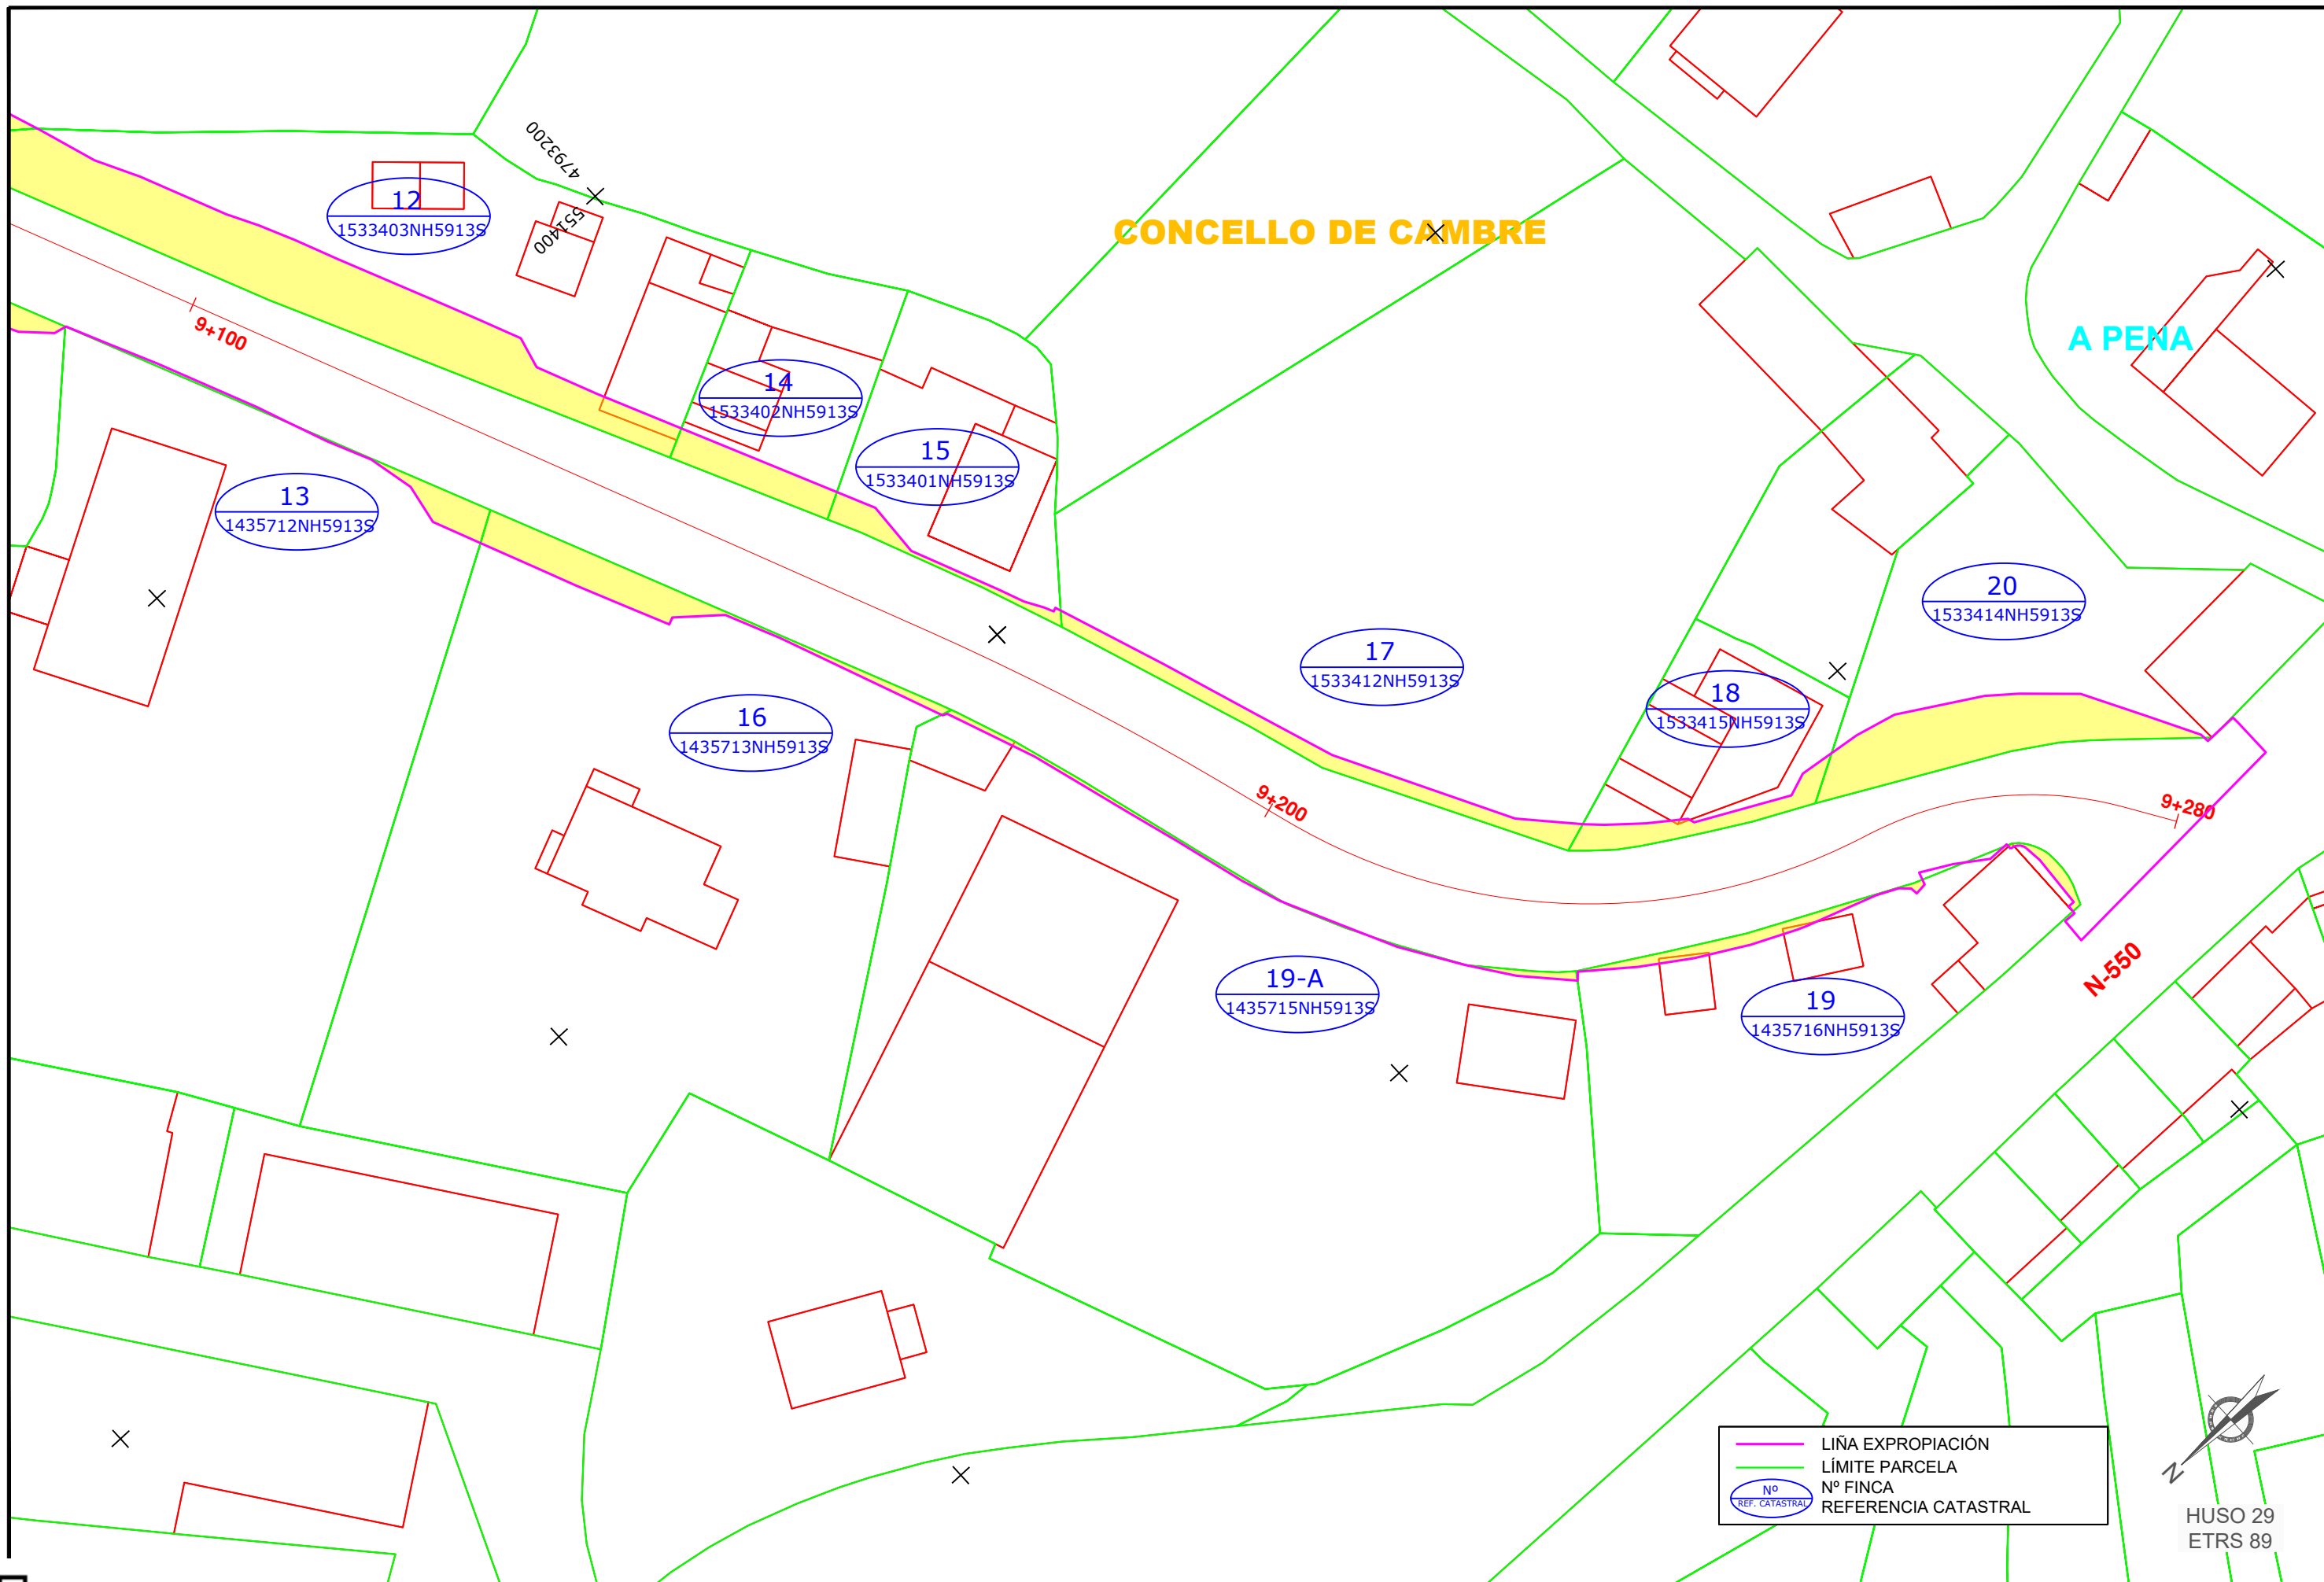 4793200
551400
12
1533403NH5913S
CONCELLO DE CAMBRE
A PENA
9+100
14
1533402NH5913S
15
1533401NH5913S
13
1435712NH5913S
20
1533414NH5913S
17
1533412NH5913S
18
1533415NH5913S
16
1435713NH5913S
9+200
9+280
N-550
19-A
1435715NH5913S
19
1435716NH5913S
LIÑA EXPROPIACIÓN
LÍMITE PARCELA
Nº
REF. CATASTRAL
Nº FINCA
REFERENCIA CATASTRAL
N
HUSO 29
ETRS 89